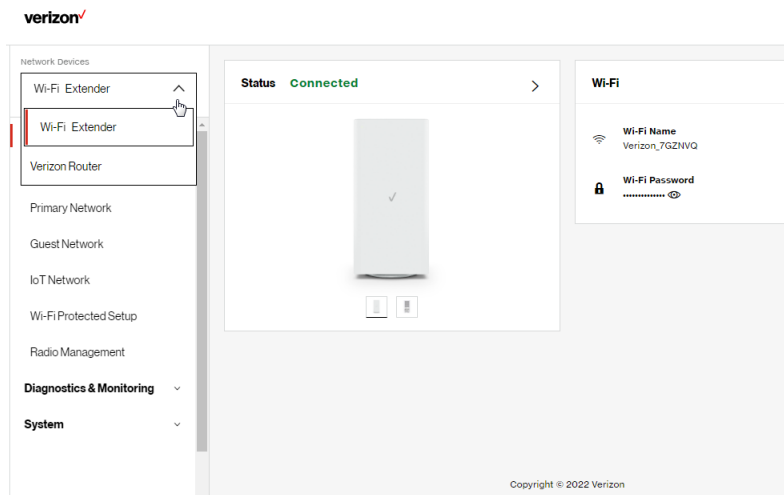 verizon✓
Network Devices
Wi-Fi Extender
Wi-Fi Extender
Verizon Router
Primary Network
Guest Network
IoT Network
Wi-Fi Protected Setup
Radio Management
Diagnostics & Monitoring
System
Status Connected
Wi-Fi
Wi-Fi Name
Verizon_7GZNVQ
Wi-Fi Password
••••••••••••••
Copyright © 2022 Verizon